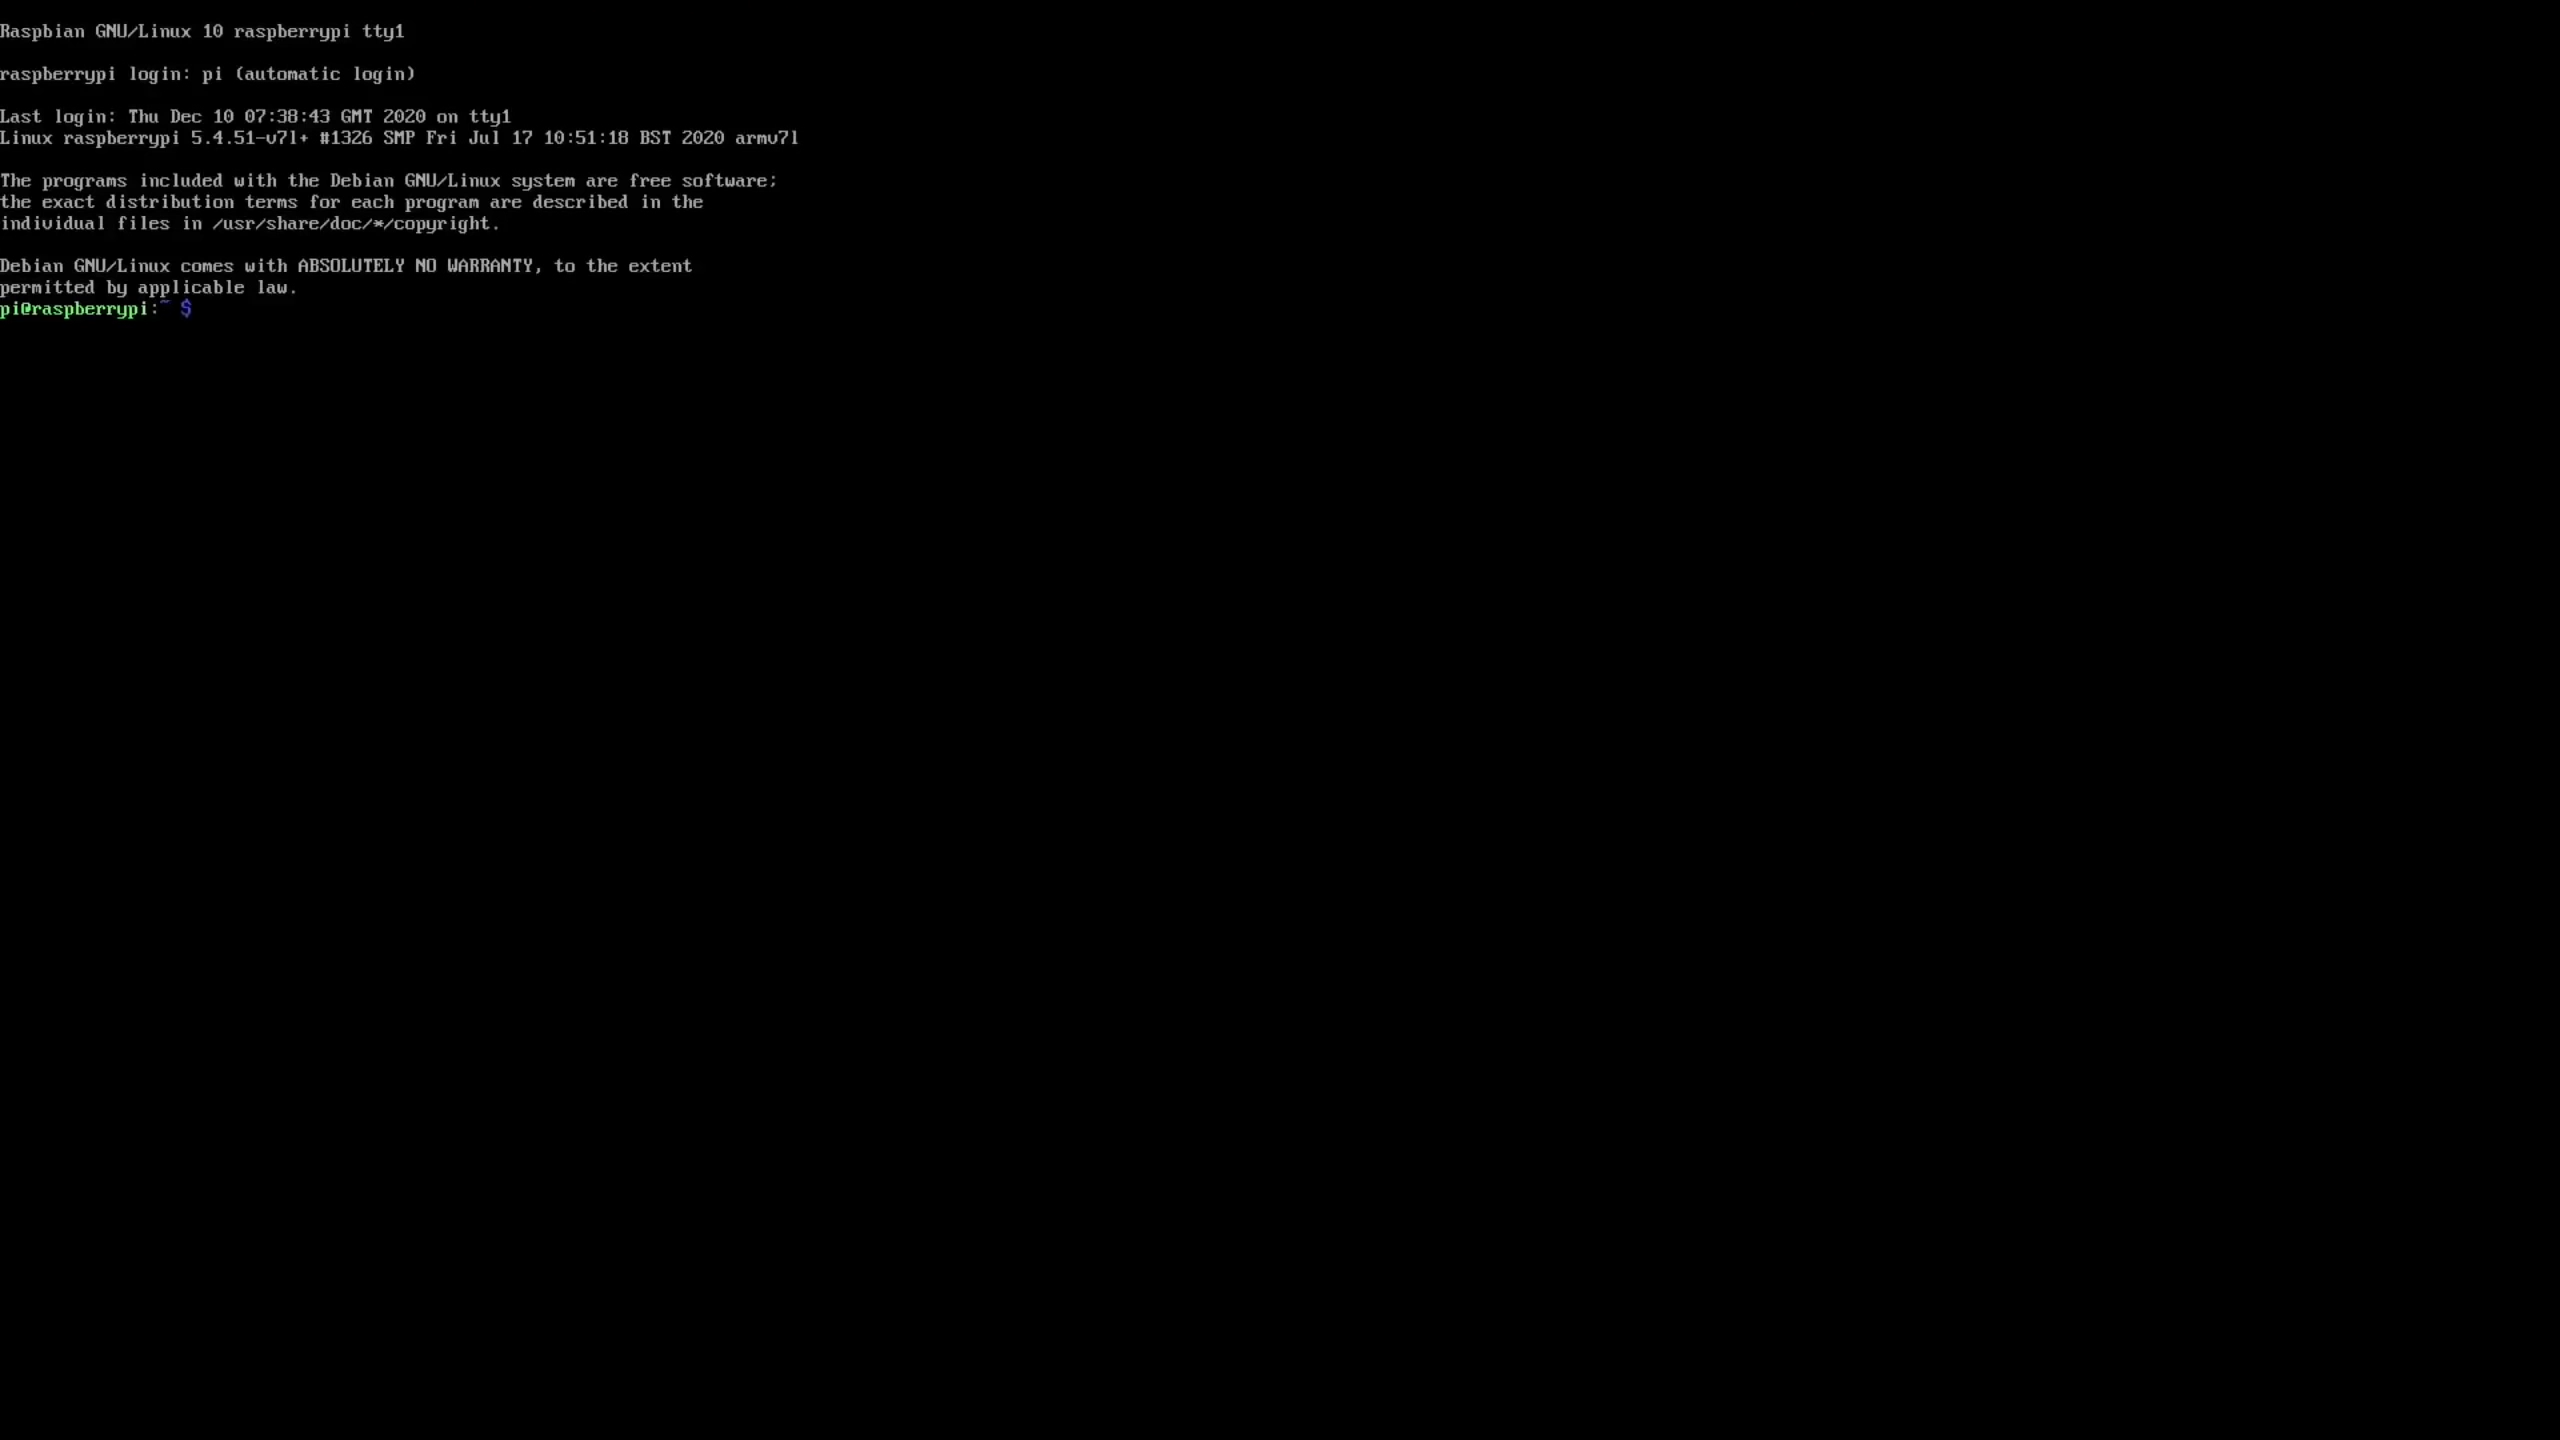 Raspbian GNU/Linux 10 raspberrypi tty1
raspberrypi login: pi (automatic login)
Last login: Thu Dec 10 07:38:43 GMT 2020 on tty1
Linux raspberrypi 5.4.51-v7l+ #1326 SMP Fri Jul 17 10:51:18 BST 2020 armv7l
The programs included with the Debian GNU/Linux system are free software;
the exact distribution terms for each program are described in the
individual files in /usr/share/doc/*/copyright.
Debian GNU/Linux comes with ABSOLUTELY NO WARRANTY, to the extent
permitted by applicable law.
pi@raspberrypi:~ $